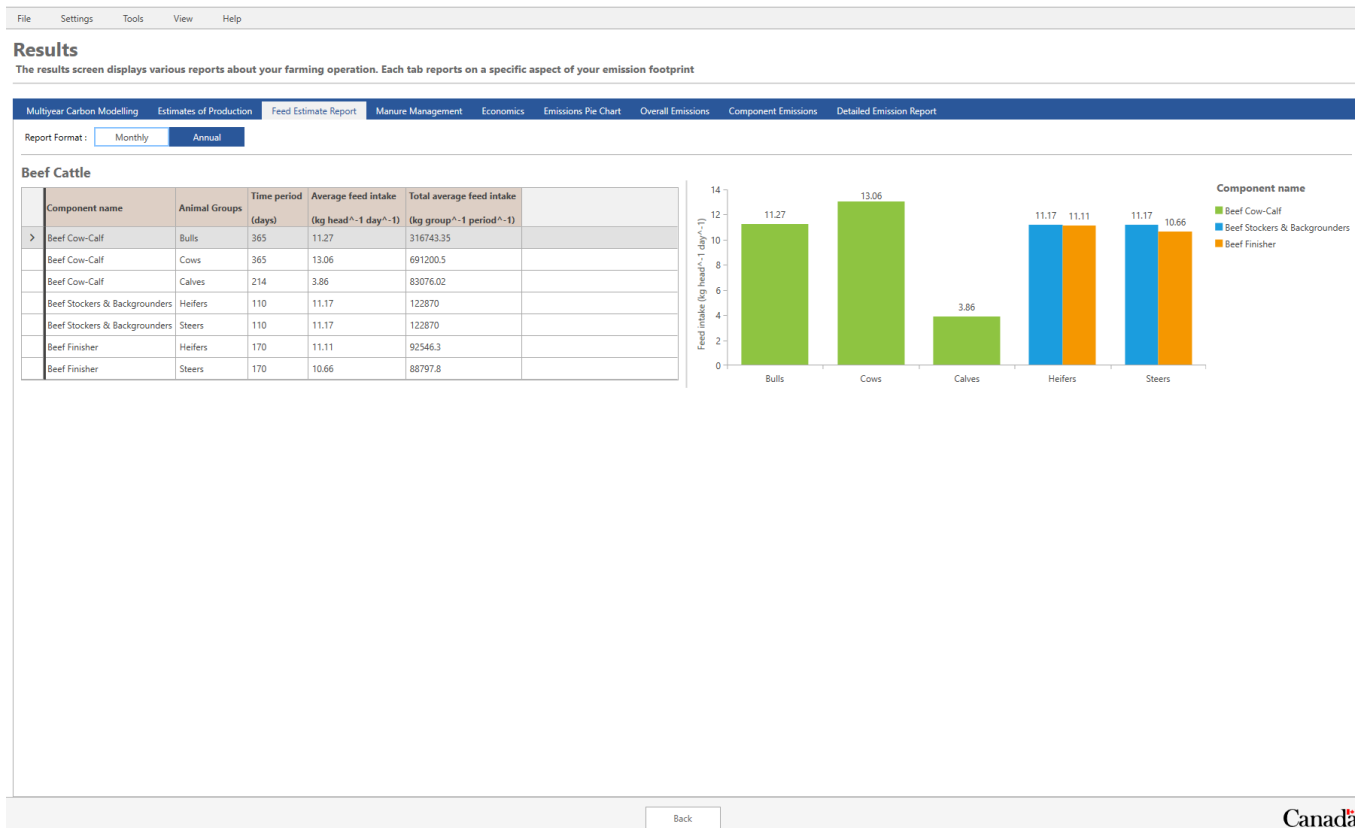 File Settings Tools View Help
Results
The results screen displays various reports about your farming operation. Each tab reports on a specific aspect of your emission footprint
Multiyear Carbon Modelling Estimates of Production Feed Estimate Report Manure Management Economics Emissions Pie Chart Overall Emissions Component Emissions Detailed Emission Report
Report Format : Monthly Annual
Beef Cattle
Component name Animal Groups Time period (days) Average feed intake (kg head^-1 day^-1) Total average feed intake (kg group^-1 period^-1)
> Beef Cow-Calf Bulls 365 11.27 316743.35
Beef Cow-Calf Cows 365 13.06 691200.5
Beef Cow-Calf Calves 214 3.86 83076.02
Beef Stockers & Backgrounders Heifers 110 11.17 122870
Beef Stockers & Backgrounders Steers 110 11.17 122870
Beef Finisher Heifers 170 11.11 92546.3
Beef Finisher Steers 170 10.66 88797.8
Feed intake (kg head^-1 day^-1)
14
12
10
8
6
4
2
0
11.27 13.06 3.86 11.17 11.11 11.17 10.66
Bulls Cows Calves Heifers Steers
Component name
Beef Cow-Calf
Beef Stockers & Backgrounders
Beef Finisher
Back
Canada